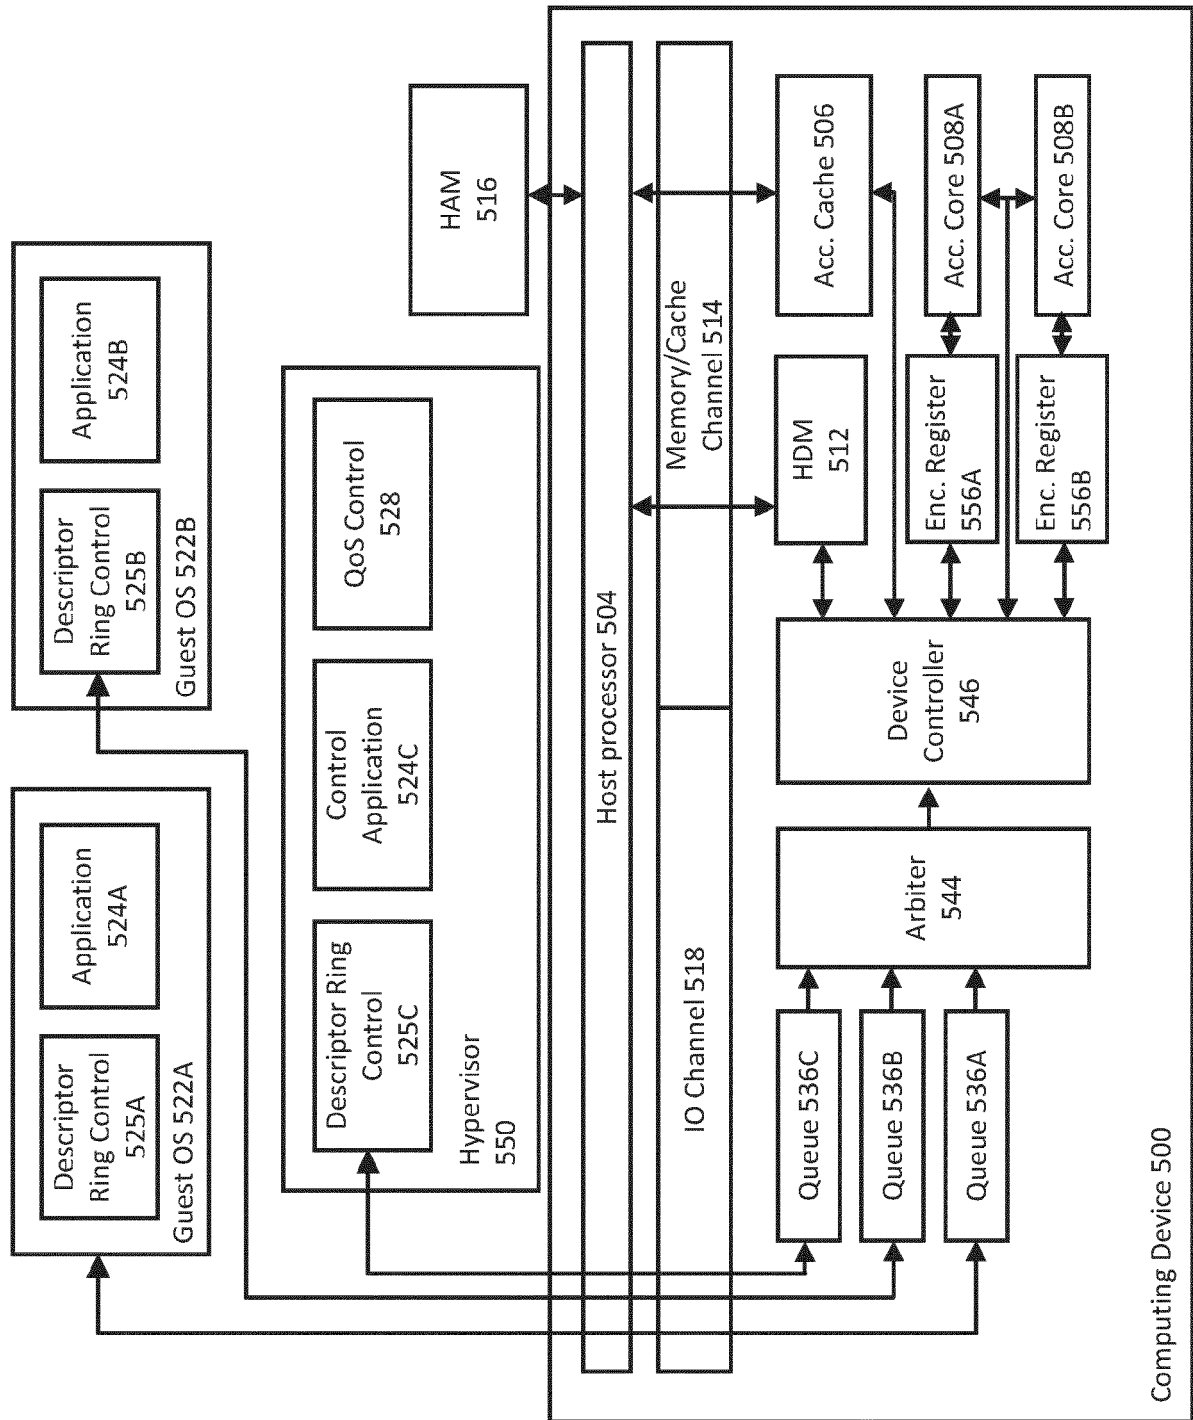 Descriptor
Ring Control
525A
Application
524A
Guest OS 522A
Descriptor
Ring Control
525B
Application
524B
Guest OS 522B
Descriptor Ring
Control
525C
Control
Application
524C
QoS Control
528
Hypervisor
550
HAM
516
Host processor 504
IO Channel 518
Memory/Cache
Channel 514
Queue 536C
Queue 536B
Queue 536A
Arbiter
544
Device
Controller
546
HDM
512
Acc. Cache 506
Enc. Register
556A
Acc. Core 508A
Enc. Register
556B
Acc. Core 508B
Computing Device 500